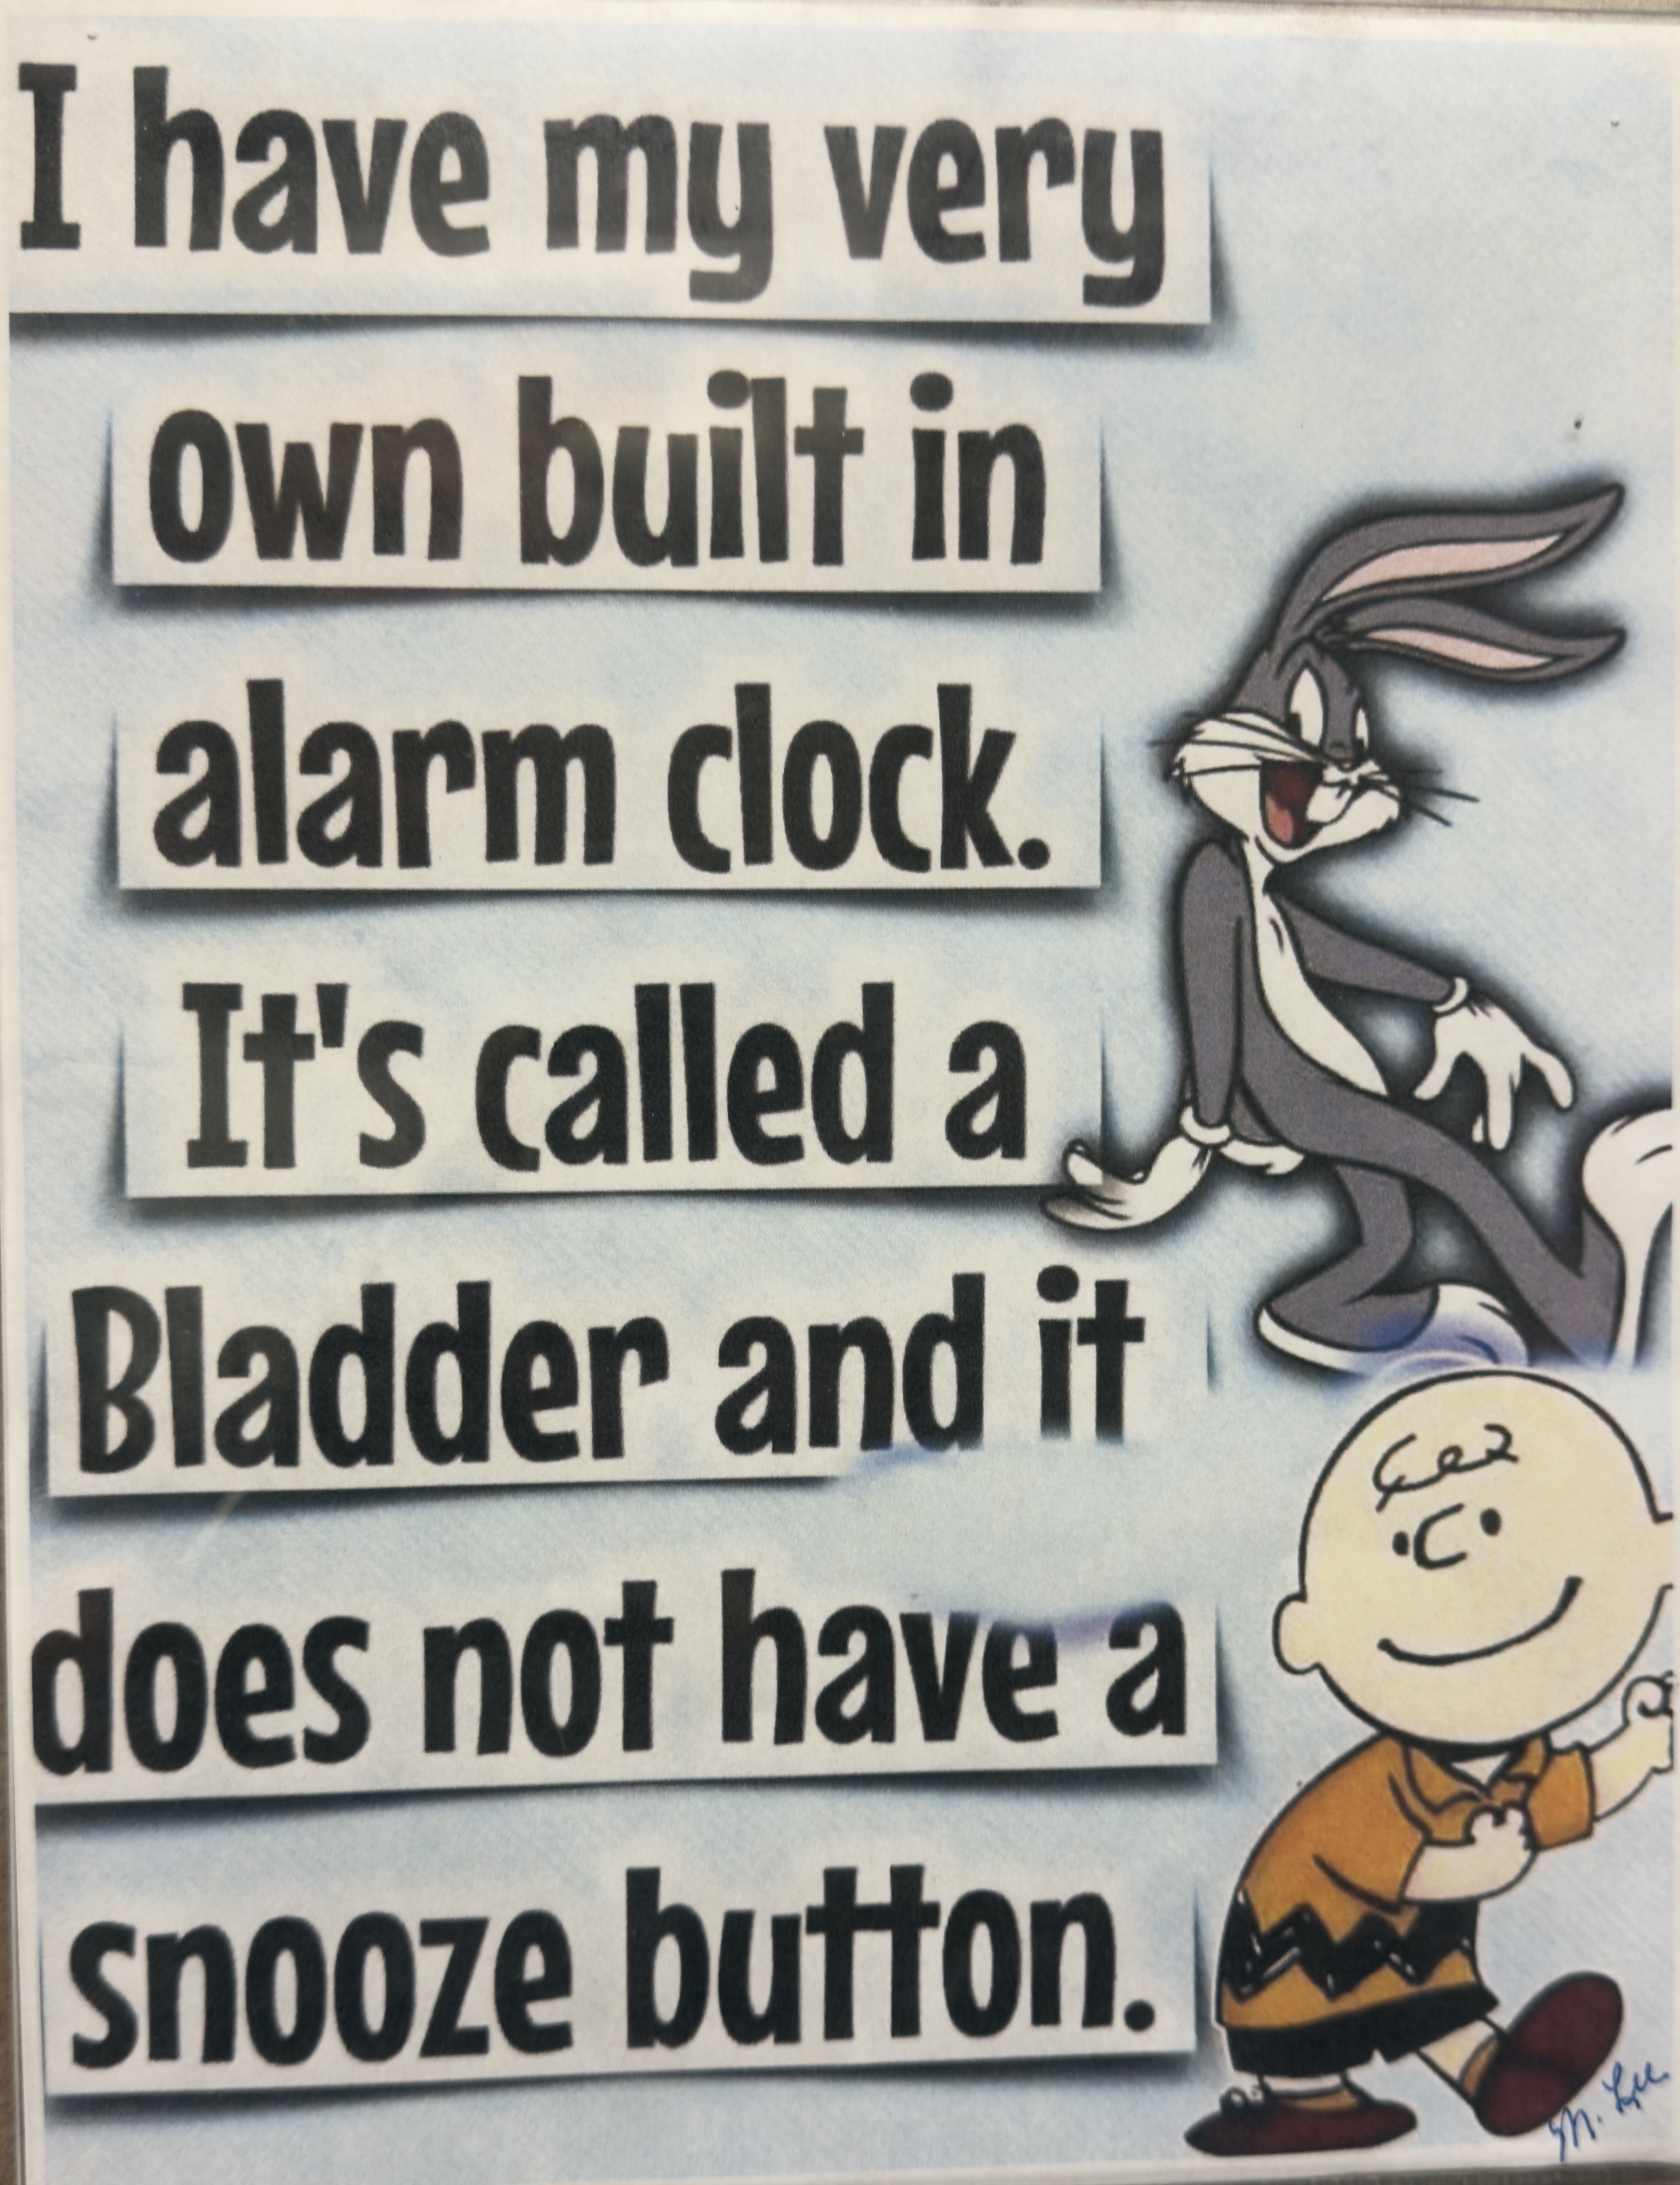 I have my very
own built in
alarm clock.
It's called a
Bladder and it
does not have a
snooze button.